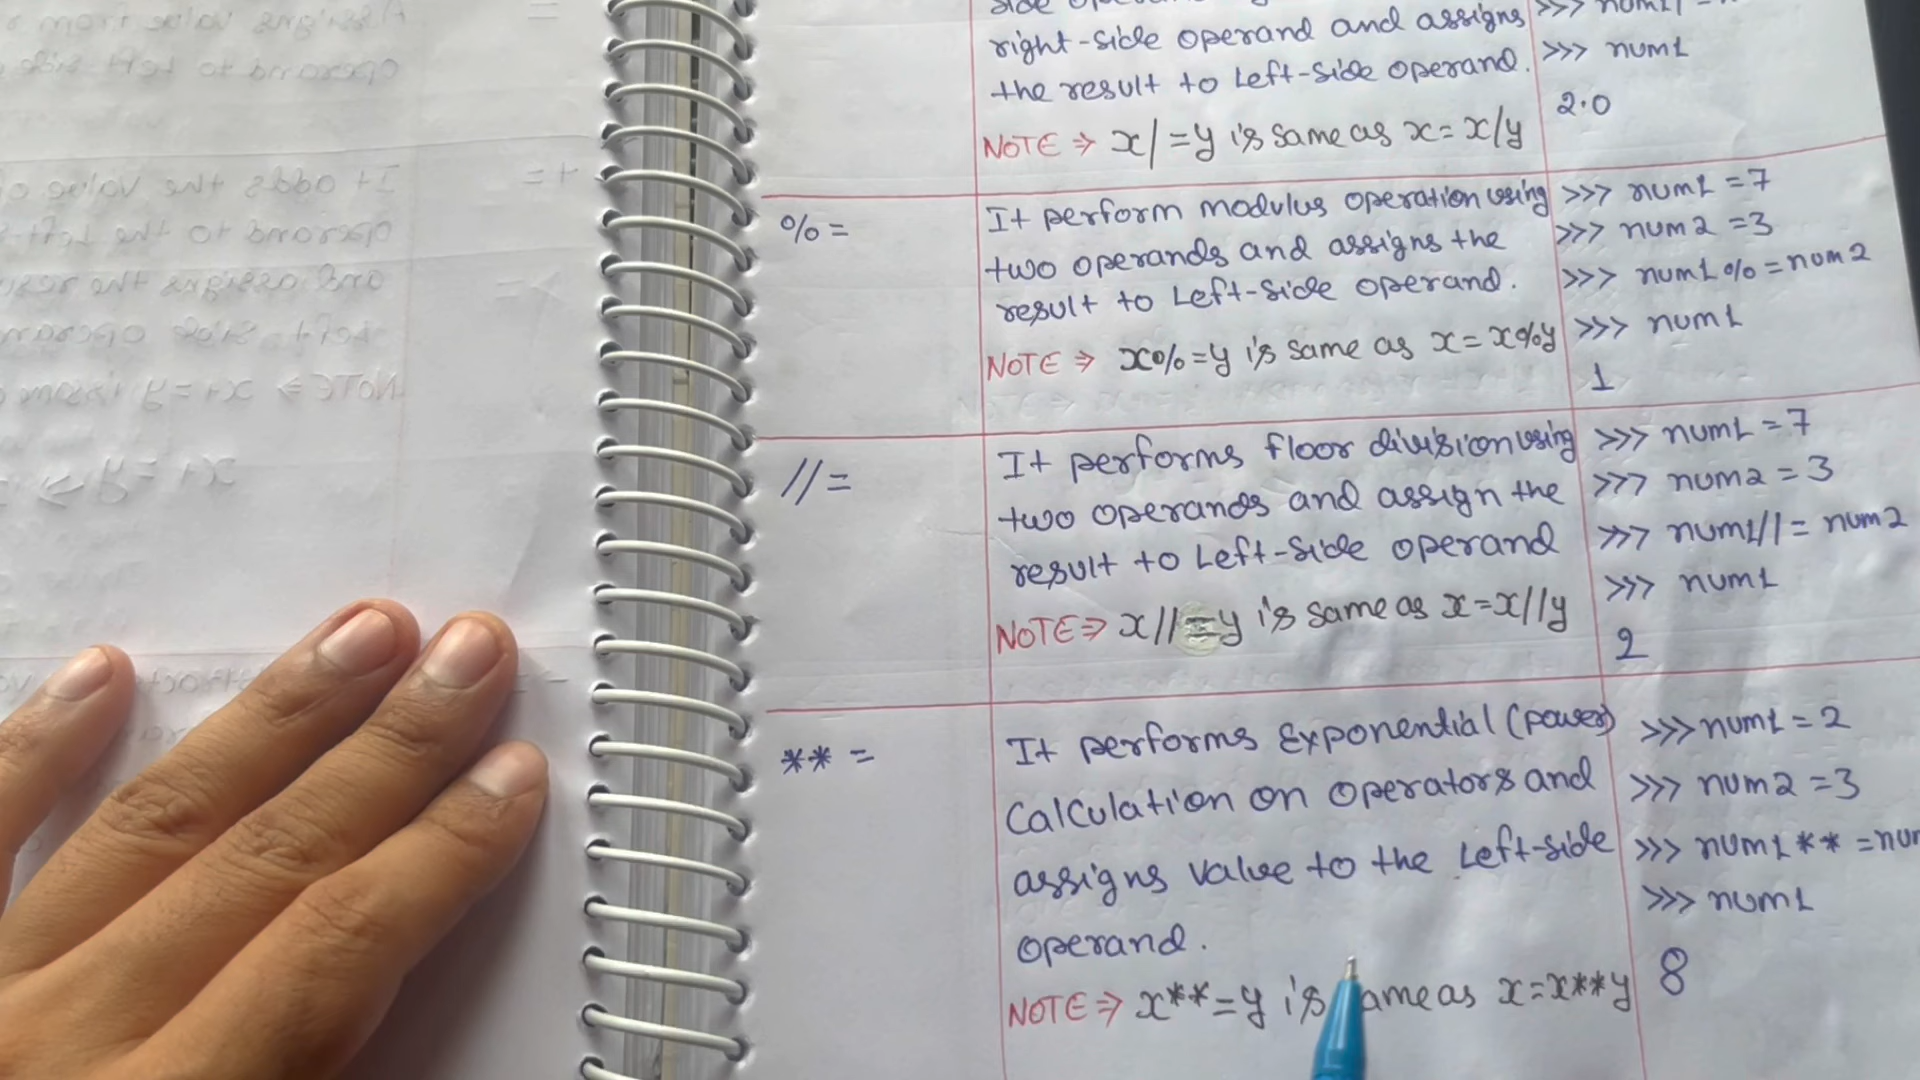 right-side operand and assigns
the result to Left-Side operand.
NOTE ⇒ x/=y is same as x=x/y
>>> num1
2.0
%=
It perform modulus operation using
two operands and assigns the
result to Left-Side operand.
NOTE ⇒ x%=y is same as x=x%y
>>> num1=7
>>> num2=3
>>> num1%=num2
>>> num1
1
//=
It performs floor division using
two operands and assign the
result to Left-Side operand
NOTE ⇒ x//=y is same as x=x//y
>>> num1=7
>>> num2=3
>>> num1//=num2
>>> num1
2
**=
It performs Exponential (power)
Calculation on operators and
assigns value to the Left-side
operand.
NOTE ⇒ x**=y is same as x=x**y
>>> num1=2
>>> num2=3
>>> num1**=num
>>> num1
8